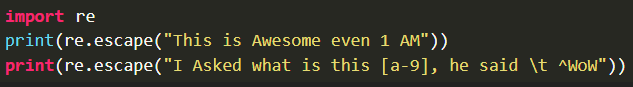 import re
print(re.escape("This is Awesome even 1 AM"))
print(re.escape("I Asked what is this [a-9], he said \t ^WoW"))